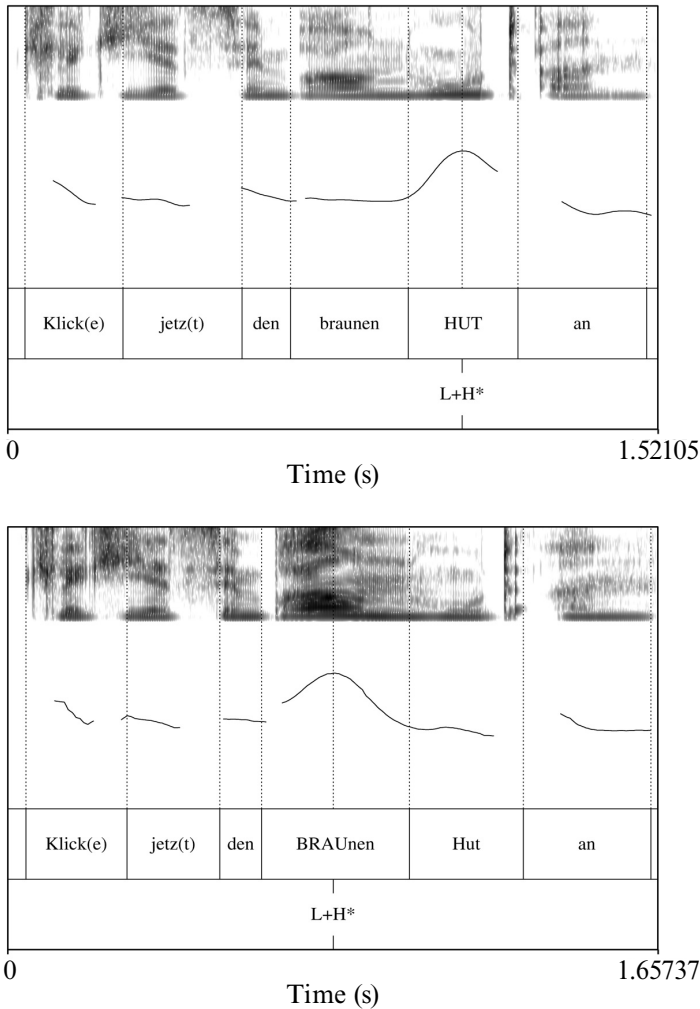 Klick(e) jetz(t) den braunen HUT an
L+H*
0 1.52105
Time (s)
Klick(e) jetz(t) den BRAUnen Hut an
L+H*
0 1.65737
Time (s)